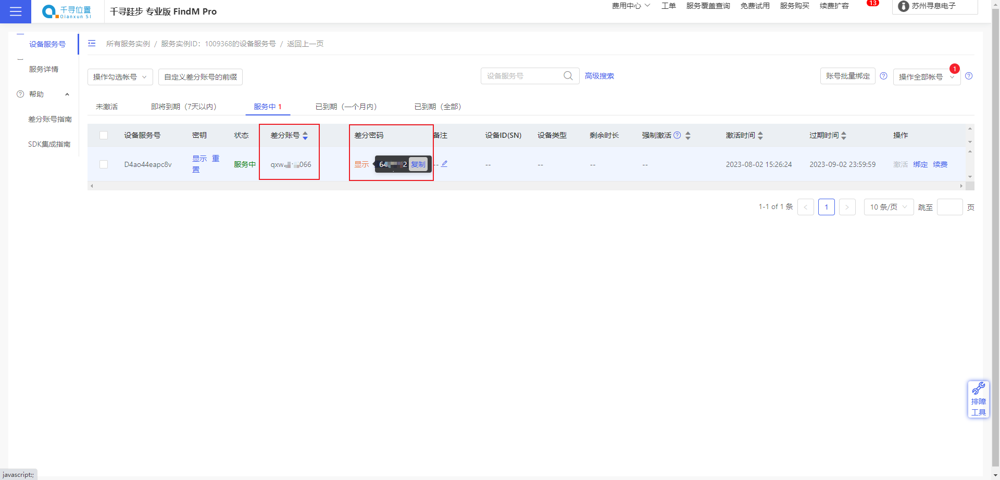 千寻位置
Qianxun SI
千寻跬步 专业版 FindM Pro
费用中心 工单 服务覆盖查询 免费试用 服务购买 续费扩容 13 苏州寻息电子
设备服务号
服务详情
帮助
差分账号指南
SDK集成指南
所有服务实例 / 服务实例ID：1009368的设备服务号 / 返回上一页
操作勾选帐号 自定义差分账号的前缀 设备服务号 高级搜索 账号批量绑定 操作全部帐号 1
未激活 即将到期（7天以内） 服务中 1 已到期（一个月内） 已到期（全部）
设备服务号 密钥 状态 差分账号 差分密码 备注 设备ID(SN) 设备类型 剩余时长 强制激活 激活时间 过期时间 操作
D4ao44eapc8v 显示 重置 服务中 qxw 066 显示 64 2 复制 -- -- -- -- -- 2023-08-02 15:26:24 2023-09-02 23:59:59 激活 绑定 续费
1-1 of 1 条 < 1 > 10 条/页 跳至 页
排障
工具
javascript:;